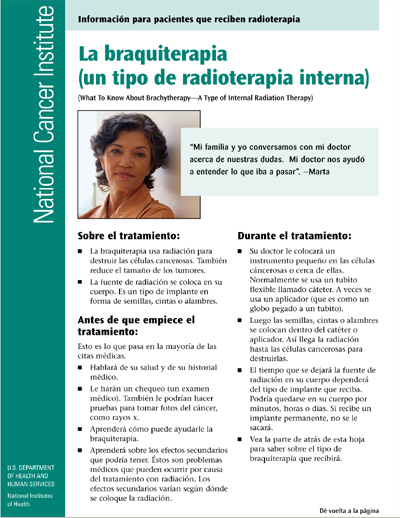 National Cancer Institute
Información para pacientes que reciben radioterapia
La braquiterapia
(un tipo de radioterapia interna)
(What To Know About Brachytherapy—A Type of Internal Radiation Therapy)
"Mi familia y yo conversamos con mi doctor
acerca de nuestras dudas. Mi doctor nos ayudó
a entender lo que iba a pasar". —Marta
Sobre el tratamiento:
■ La braquiterapia usa radiación para
destruir las células cancerosas. También
reduce el tamaño de los tumores.
■ La fuente de radiación se coloca en su
cuerpo. Es un tipo de implante en
forma de semillas, cintas o alambres.
Antes de que empiece el
tratamiento:
Esto es lo que pasa en la mayoría de las
citas médicas.
■ Hablará de su salud y de su historial
médico.
■ Le harán un chequeo (un examen
médico). También le podrían hacer
pruebas para tomar fotos del cáncer,
como rayos x.
■ Aprenderá cómo puede ayudarle la
braquiterapia.
■ Aprenderá sobre los efectos secundarios
que podría tener. Éstos son problemas
médicos que pueden ocurrir por causa
del tratamiento con radiación. Los
efectos secundarios varían según dónde
se coloque la radiación.
Durante el tratamiento:
■ Su doctor le colocará un
instrumento pequeño en las células
cáncerosas o cerca de ellas.
Normalmente se usa un tubito
flexible llamado cáteter. A veces se
usa un aplicador (que es como un
globo pegado a un tubito).
■ Luego las semillas, cintas o alambres
se colocan dentro del catéter o
aplicador. Así llega la radiación
hasta las células cancerosas para
destruirlas.
■ El tiempo que se dejará la fuente de
radiación en su cuerpo dependerá
del tipo de implante que reciba.
Podría quedarse en su cuerpo por
minutos, horas o días. Si recibe un
implante permanente, no se le
sacará.
■ Vea la parte de atrás de esta hoja
para saber sobre el tipo de
braquiterapia que recibirá.
U.S. DEPARTMENT
OF HEALTH AND
HUMAN SERVICES
National Institutes
of Health
Dé vuelta a la página